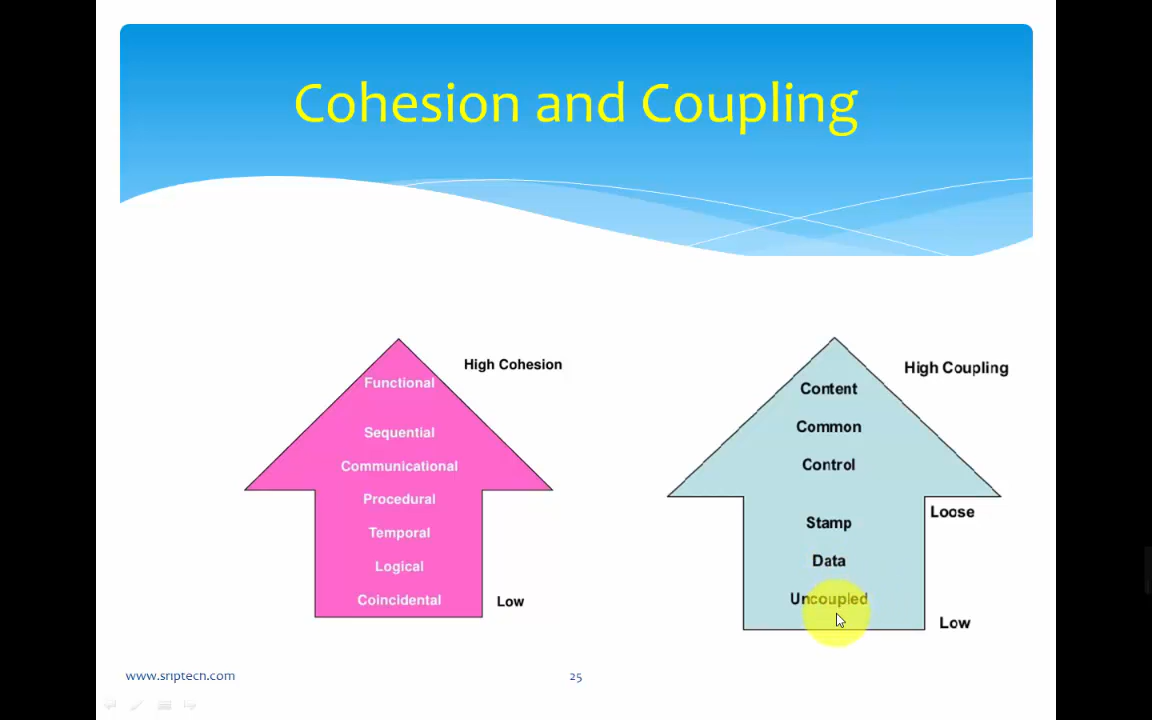 Cohesion and Coupling
High Cohesion
Functional
Sequential
Communicational
Procedural
Temporal
Logical
Coincidental
Low
High Coupling
Content
Common
Control
Loose
Stamp
Data
Uncoupled
Low
www.sriptecn.com
25